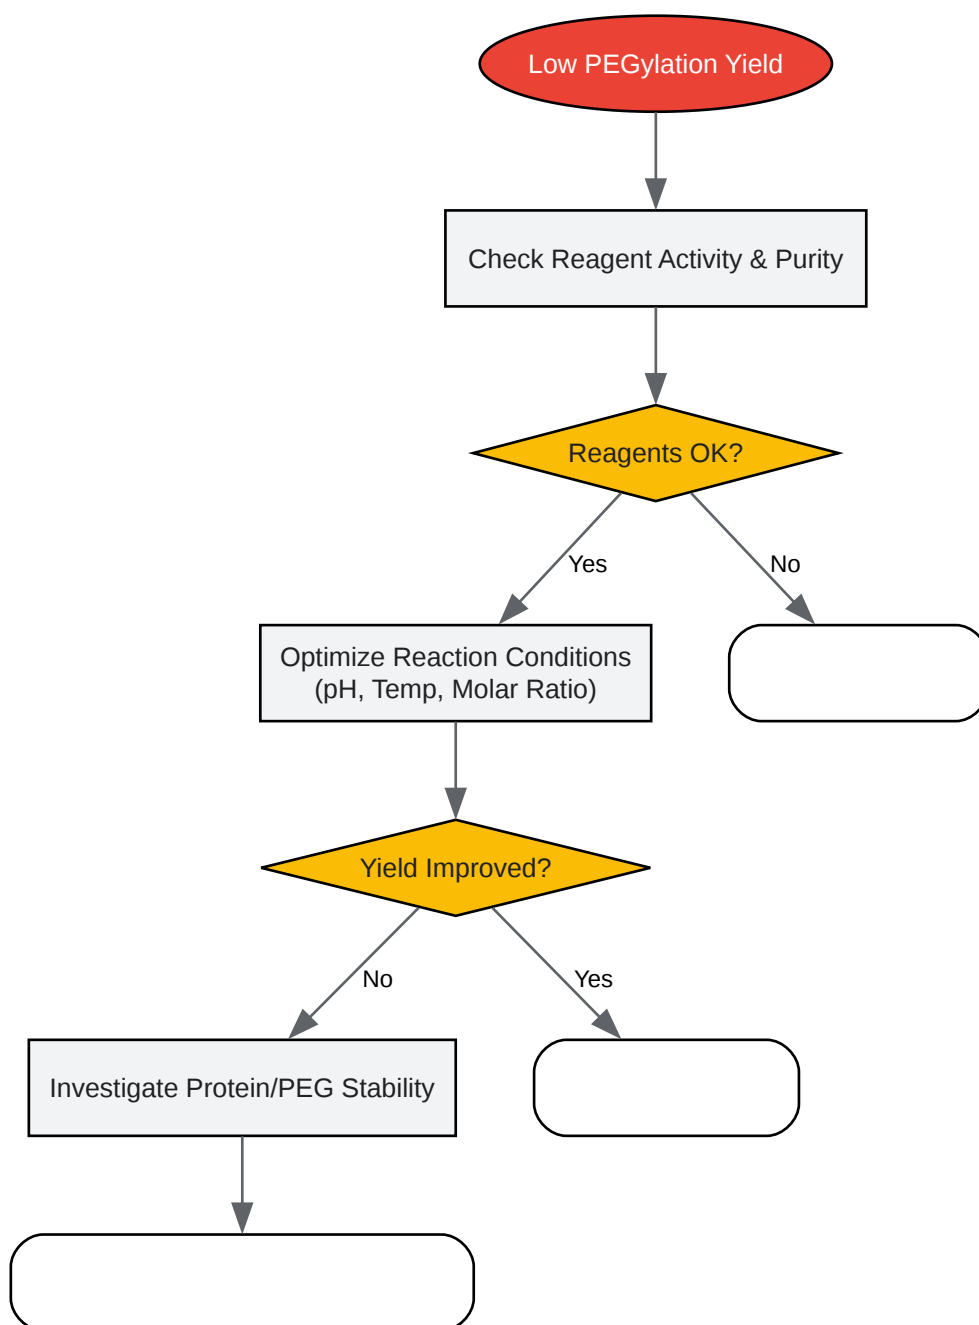 Low PEGylation Yield
Check Reagent Activity & Purity
Reagents OK?
Yes
No
Optimize Reaction Conditions
(pH, Temp, Molar Ratio)
Yield Improved?
No
Yes
Investigate Protein/PEG Stability